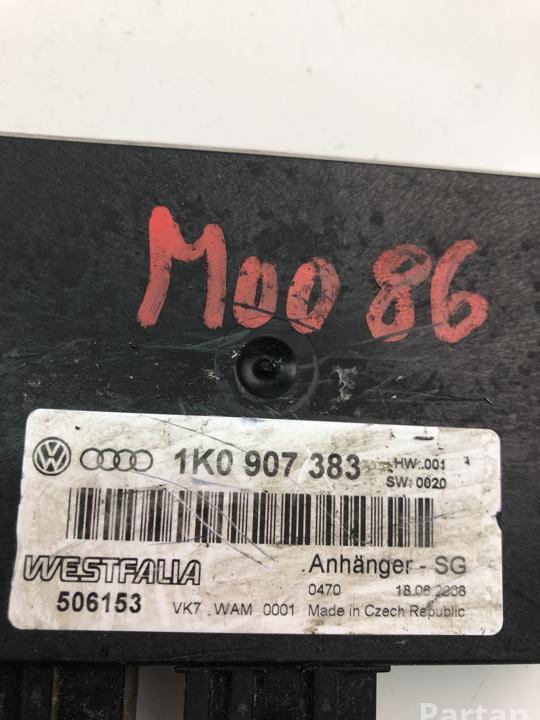 M00 86
1K0 907 383
HW:001
SW:0020
WESTFALIA
Anhänger - SG
506153
0470 18.06.2008
VK7 WAM 0001 Made in Czech Republic
Partan